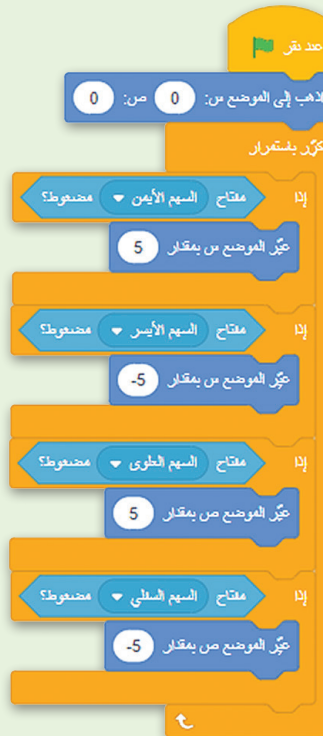 عند نقر
اذهب إلى الموضع س: 0 ص: 0
كرّر باستمرار
إذا مفتاح السهم الأيمن مضغوط؟
غيّر الموضع س بمقدار 5
إذا مفتاح السهم الأيسر مضغوط؟
غيّر الموضع س بمقدار -5
إذا مفتاح السهم العلوي مضغوط؟
غيّر الموضع ص بمقدار 5
إذا مفتاح السهم السفلي مضغوط؟
غيّر الموضع ص بمقدار -5